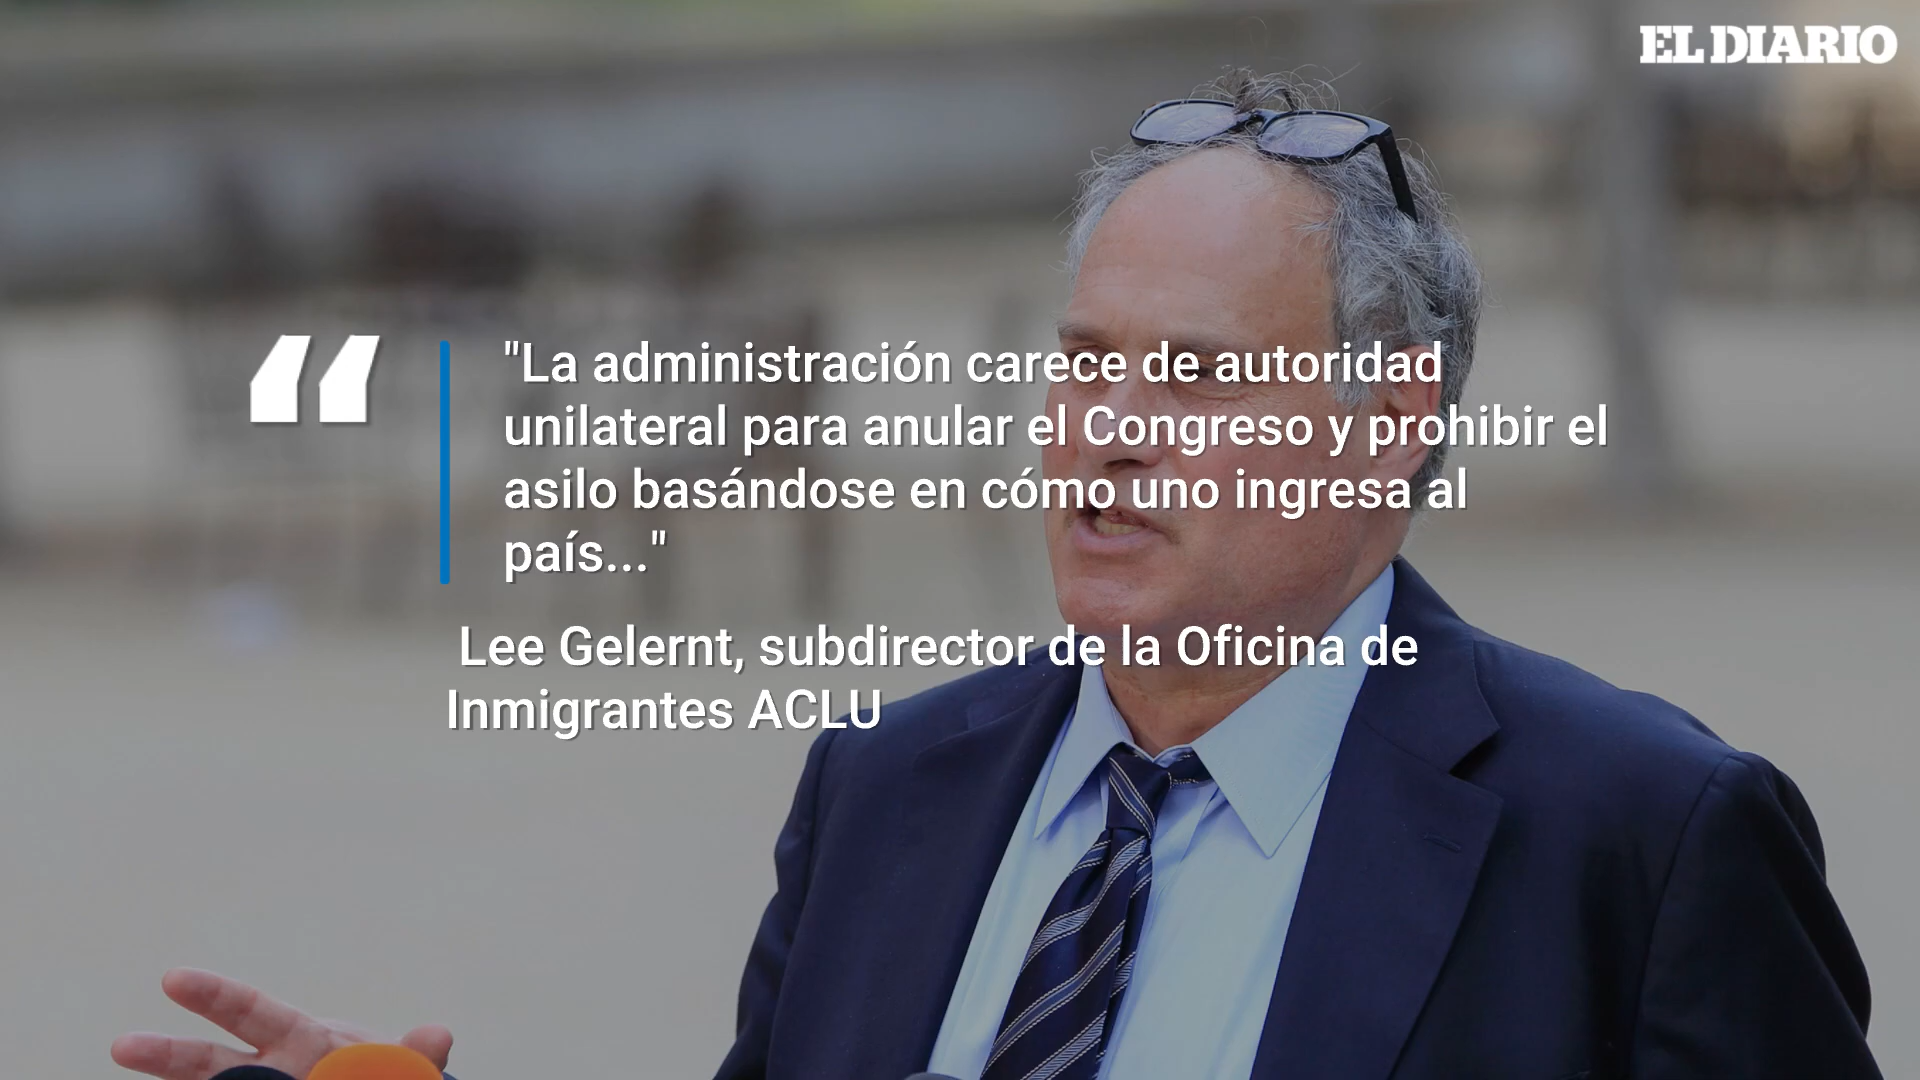 EL DIARIO
"La administración carece de autoridad
unilateral para anular el Congreso y prohibir el
asilo basándose en cómo uno ingresa al
país..."
Lee Gelernt, subdirector de la Oficina de
Inmigrantes ACLU